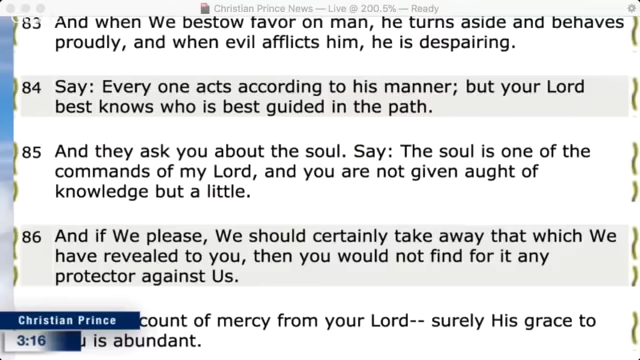 Christian Prince News — Live @ 200.5% — Ready
83 And when We bestow favor on man, he turns aside and behaves
proudly, and when evil afflicts him, he is despairing.
84 Say: Every one acts according to his manner; but your Lord
best knows who is best guided in the path.
85 And they ask you about the soul. Say: The soul is one of the
commands of my Lord, and you are not given aught of
knowledge but a little.
86 And if We please, We should certainly take away that which We
have revealed to you, then you would not find for it any
protector against Us.
Christian Prince
count of mercy from your Lord-- surely His grace to
3:16
is abundant.